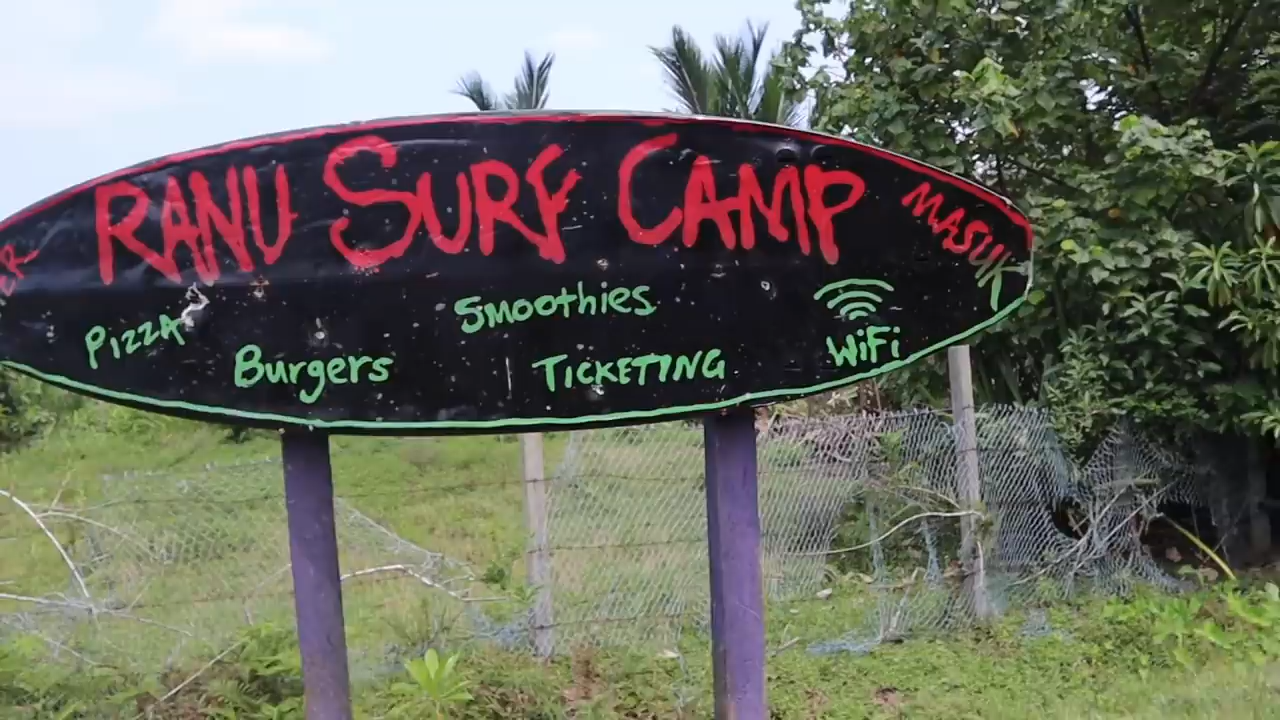 RANU SURF CAMP
MASUK
PIZZA
Smoothies
Burgers
TICKETING
WiFi